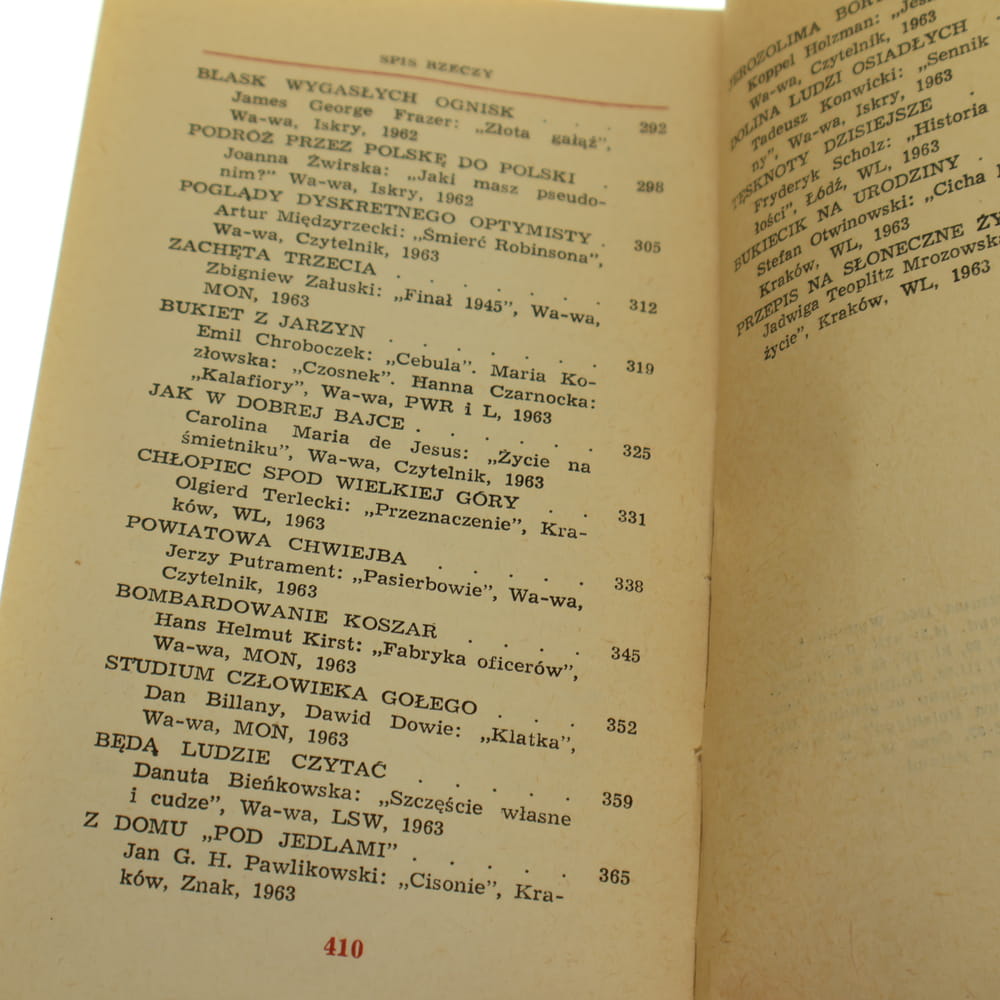 SPIS RZECZY
BLASK WYGASŁYCH OGNISK . . . 292
James George Frazer: „Złota gałąź”,
Wa-wa, Iskry, 1962
PODRÓŻ PRZEZ POLSKĘ DO POLSKI . 298
Joanna Żwirska: „Jaki masz pseudo-
nim?” Wa-wa, Iskry, 1962
POGLĄDY DYSKRETNEGO OPTYMISTY . 305
Artur Międzyrzecki: „Śmierć Robinsona”,
Wa-wa, Czytelnik, 1963
ZACHĘTA TRZECIA . . . . . . 312
Zbigniew Załuski: „Finał 1945”, Wa-wa,
MON, 1963
BUKIET Z JARZYN . . . . . . 319
Emil Chroboczek: „Cebula”. Maria Ko-
złowska: „Czosnek”. Hanna Czarnocka:
„Kalafiory”, Wa-wa, PWR i L, 1963
JAK W DOBREJ BAJCE . . . . . . 325
Carolina Maria de Jesus: „Życie na
śmietniku”, Wa-wa, Czytelnik, 1963
CHŁOPIEC SPOD WIELKIEJ GÓRY . . 331
Olgierd Terlecki: „Przeznaczenie”, Kra-
ków, WL, 1963
POWIATOWA CHWIEJBA . . . . . 338
Jerzy Putrament: „Pasierbowie”, Wa-wa,
Czytelnik, 1963
BOMBARDOWANIE KOSZAR . . . . 345
Hans Helmut Kirst: „Fabryka oficerów”,
Wa-wa, MON, 1963
STUDIUM CZŁOWIEKA GOŁEGO . . . 352
Dan Billany, Dawid Dowie: „Klatka”,
Wa-wa, MON, 1963
BĘDĄ LUDZIE CZYTAĆ . . . . . 359
Danuta Bieńkowska: „Szczęście własne
i cudze”, Wa-wa, LSW, 1963
Z DOMU „POD JEDLAMI” . . . . . 365
Jan G. H. Pawlikowski: „Cisonie”, Kra-
ków, Znak, 1963
410
JEROZOLIMA
Koppel Holzman:
Wa-wa, Czytelnik, 1963
DOLINA LUDZI OSIADŁYCH
Tadeusz Konwicki: „Sennik
ny”, Wa-wa, Iskry, 1963
TĘSKNOTY DZISIEJSZE
Fryderyk Scholz: „Historia
łości”, Łódź, WL, 1963
BUKIECIK NA URODZINY .
Stefan Otwinowski: „Cicha
Kraków, WL, 1963
PRZEPIS NA SŁONECZNE
Jadwiga Teoplitz Mrozowska
życie”, Kraków, WL, 1963